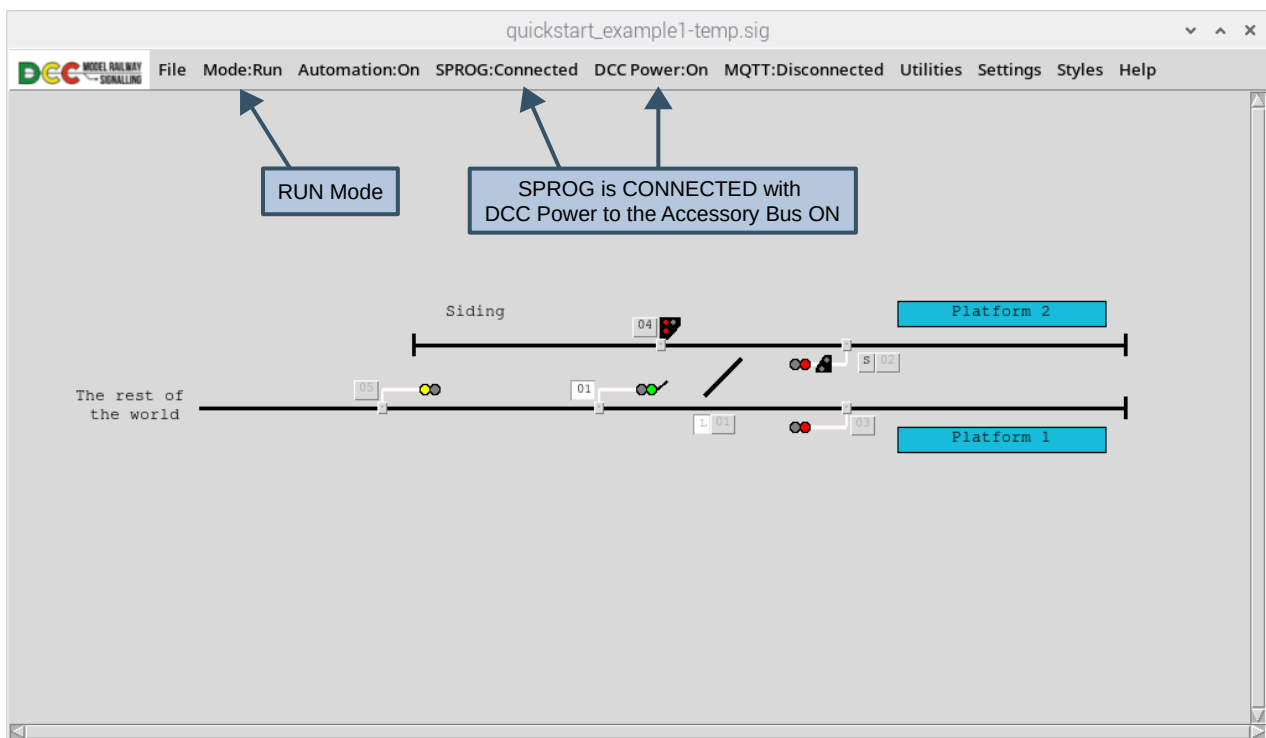 quickstart_example1-temp.sig
DCC MODEL RAILWAY SIGNALLING File Mode:Run Automation:On SPROG:Connected DCC Power:On MQTT:Disconnected Utilities Settings Styles Help
RUN Mode
SPROG is CONNECTED with
DCC Power to the Accessory Bus ON
Siding
04
Platform 2
S 02
05
01
The rest of
the world
L 01
03
Platform 1